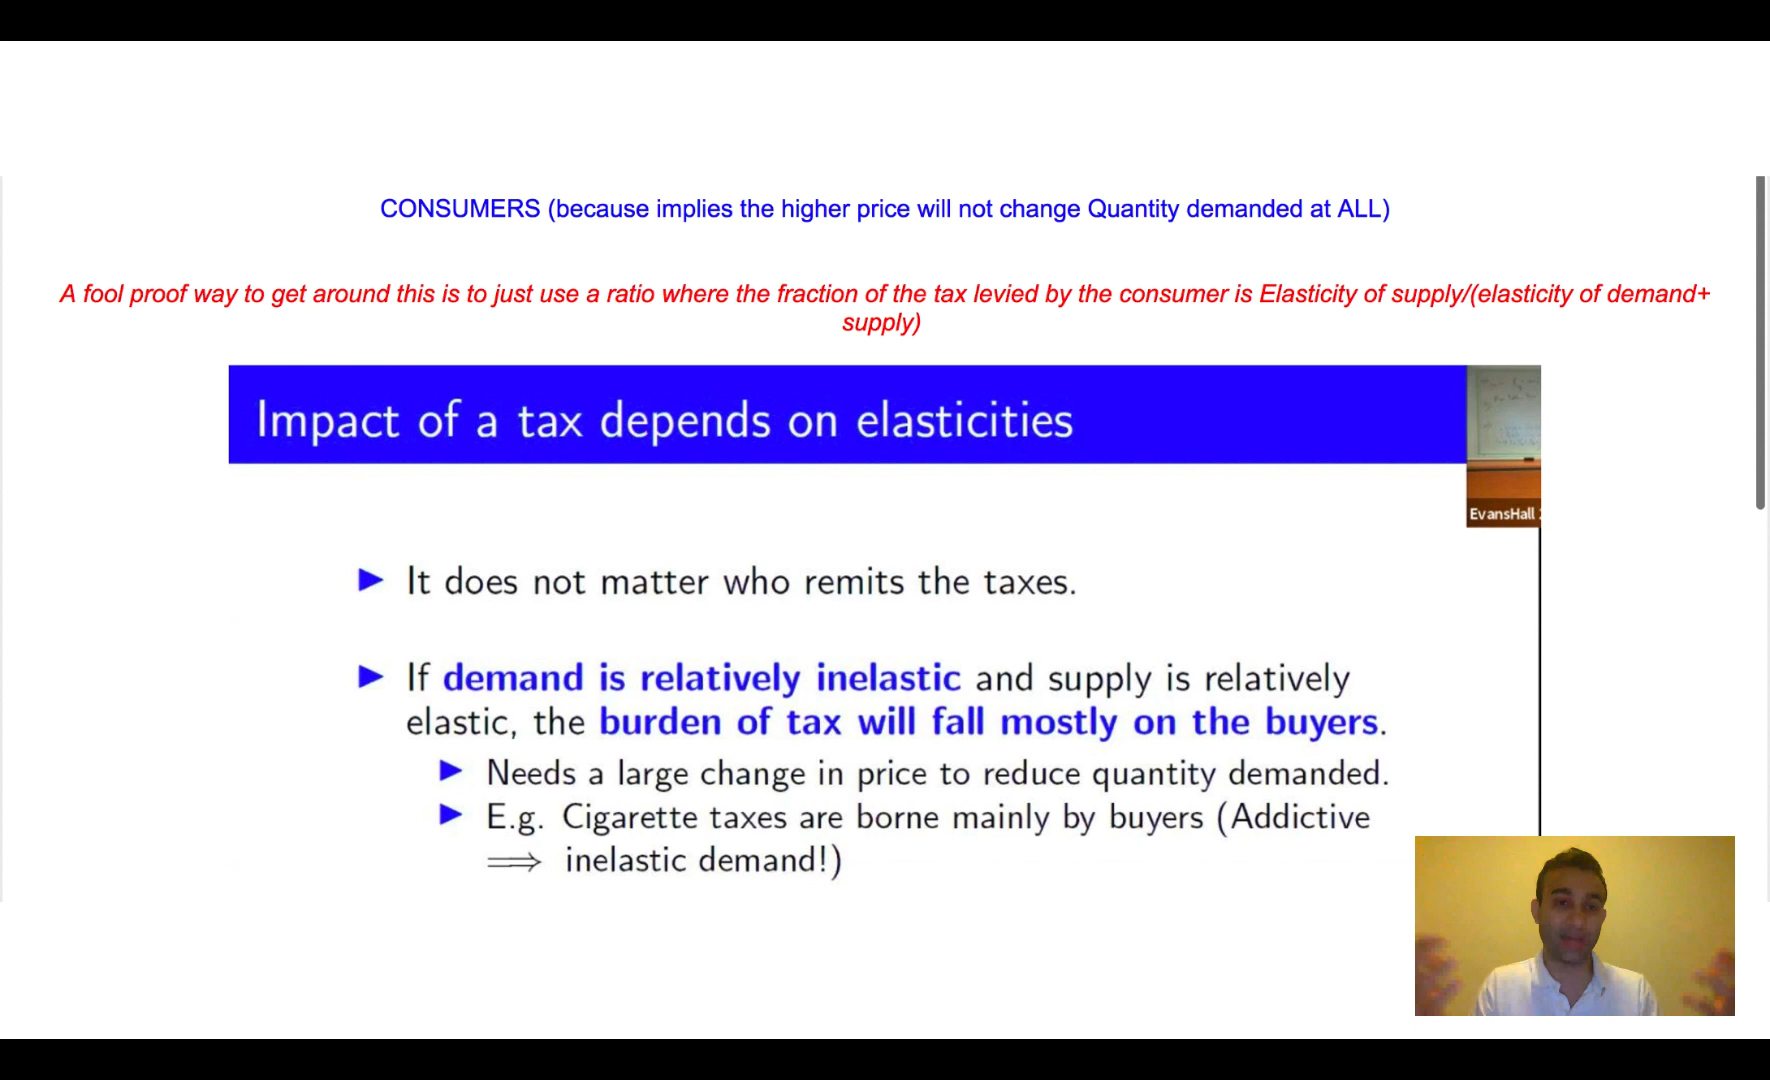 CONSUMERS (because implies the higher price will not change Quantity demanded at ALL)
A fool proof way to get around this is to just use a ratio where the fraction of the tax levied by the consumer is Elasticity of supply/(elasticity of demand+
supply)
Impact of a tax depends on elasticities
EvansHall
▶ It does not matter who remits the taxes.
▶ If demand is relatively inelastic and supply is relatively
elastic, the burden of tax will fall mostly on the buyers.
▶ Needs a large change in price to reduce quantity demanded.
▶ E.g. Cigarette taxes are borne mainly by buyers (Addictive
⟹ inelastic demand!)